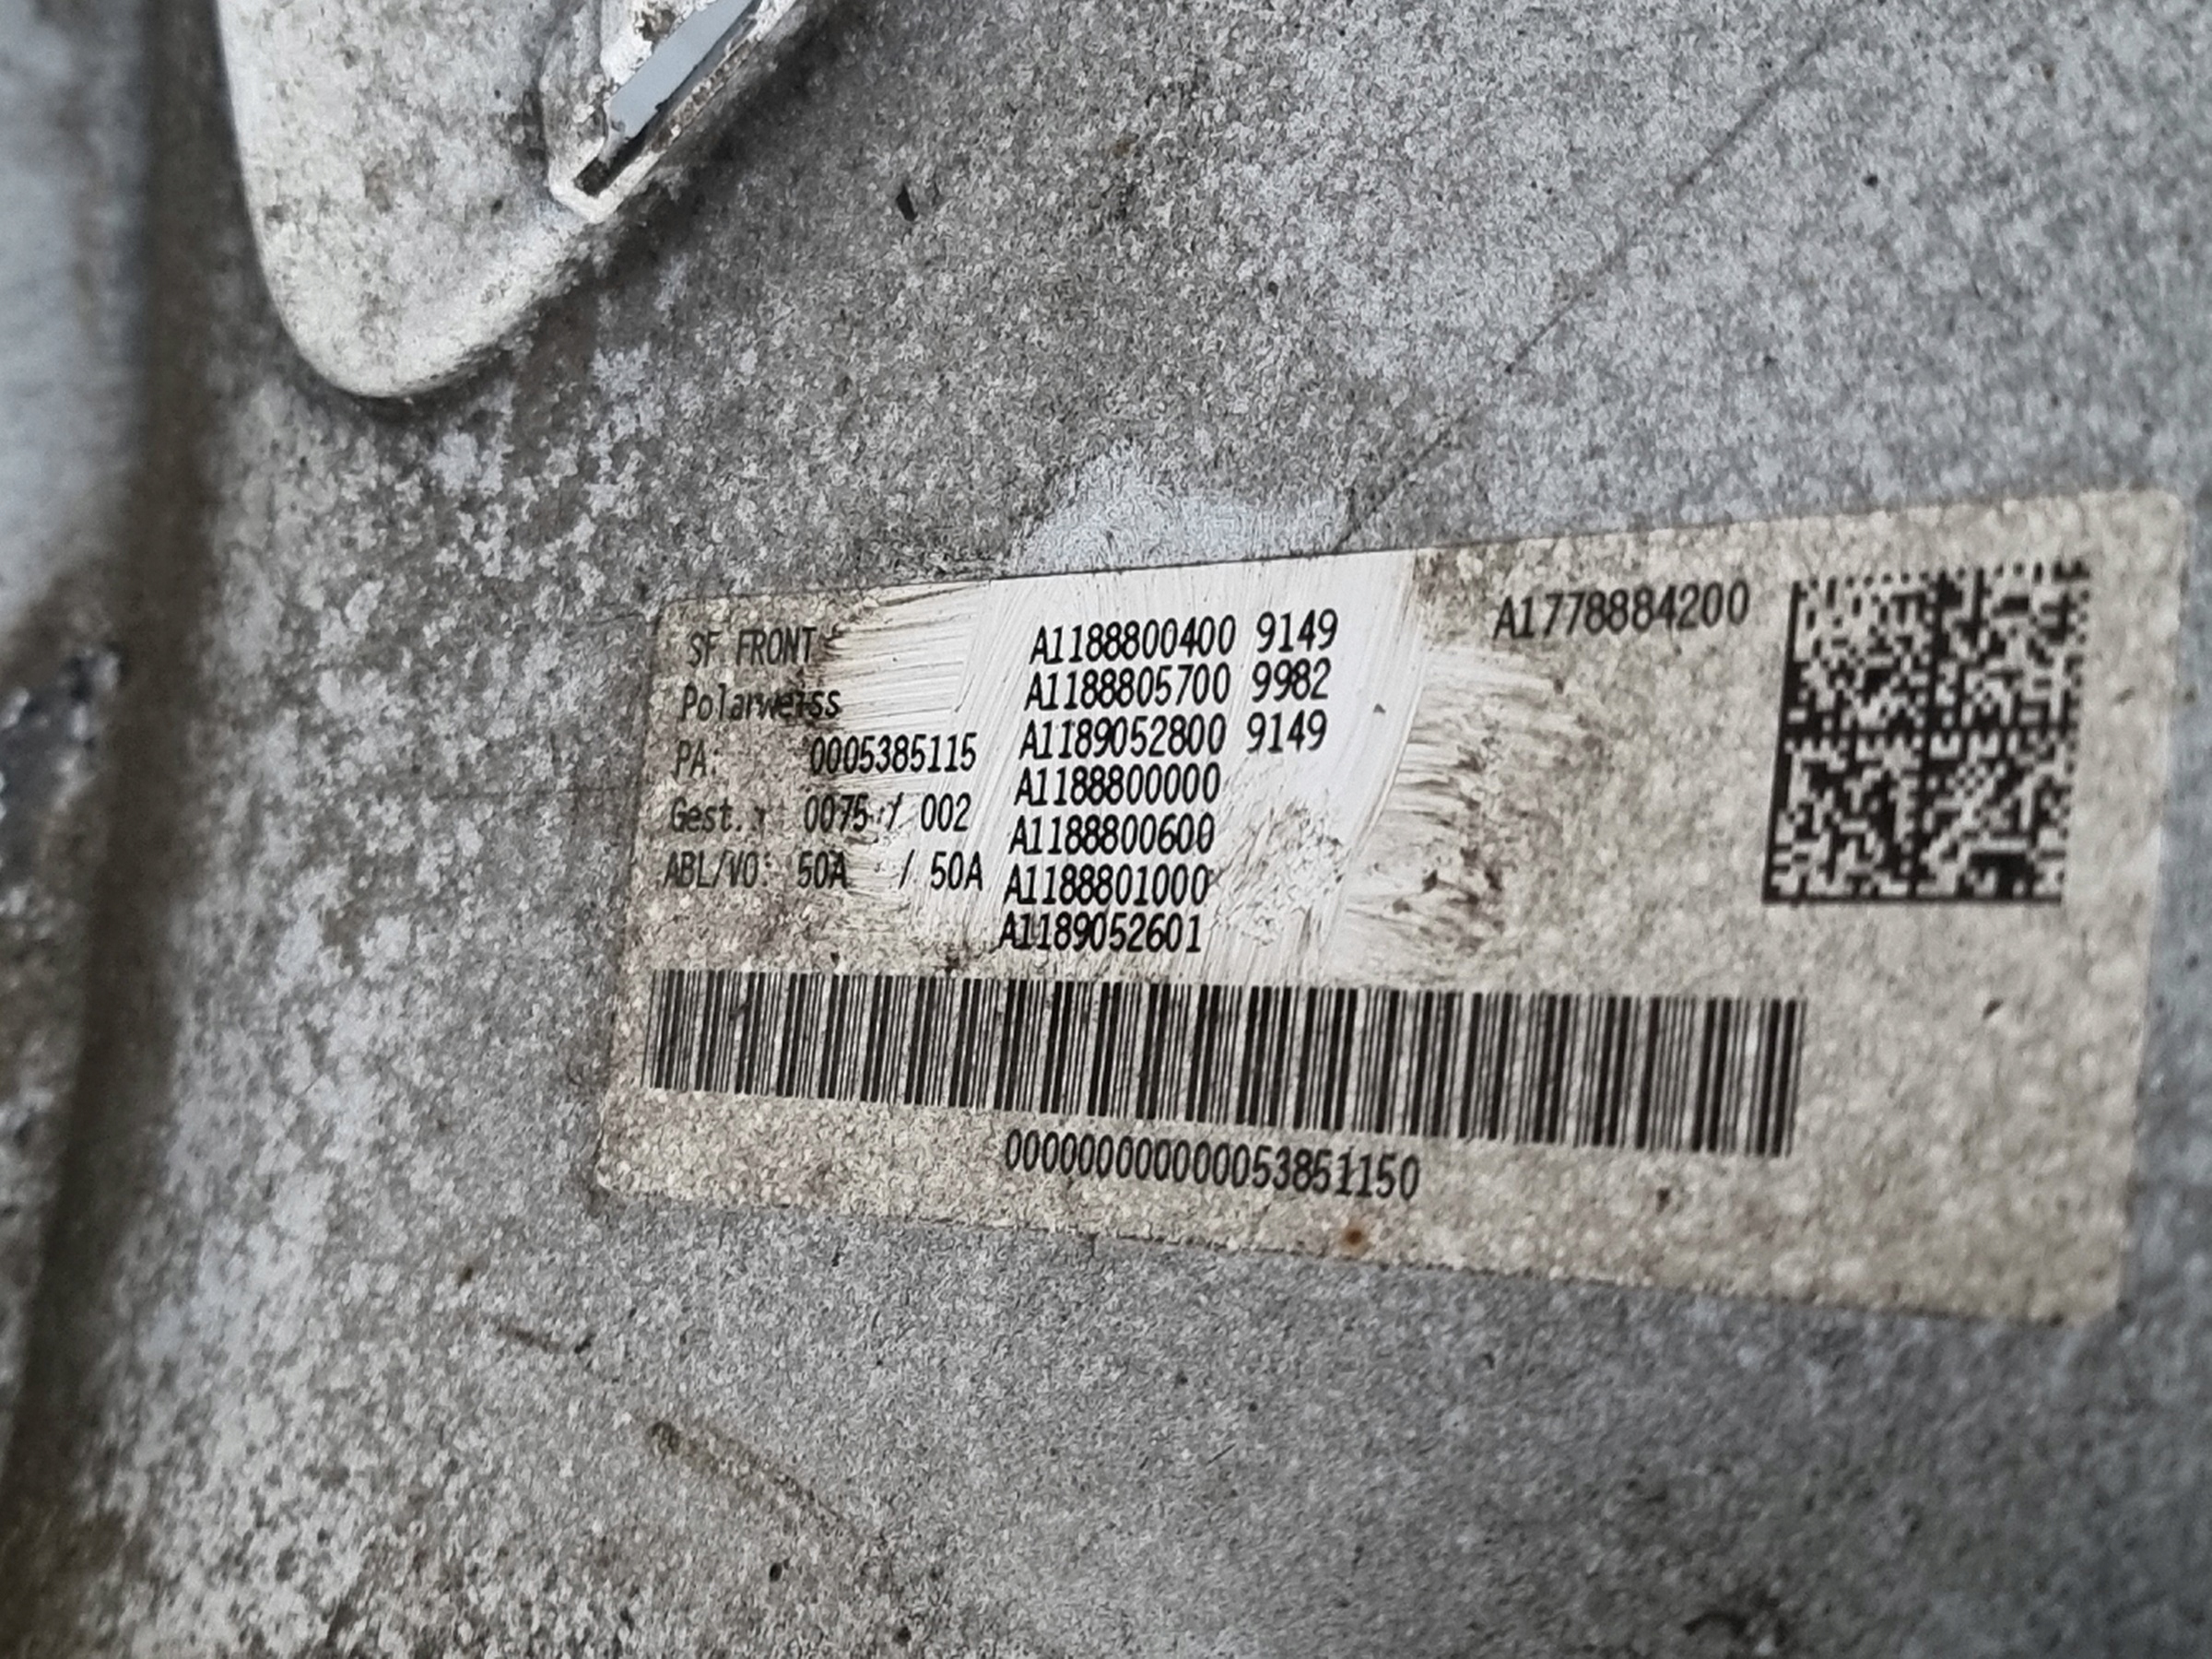 SF FRONT
Polarweiss
PA: 0005385115
Gest.: 0075 / 002
ABL/VO: 50A / 50A
A1188800400 9149
A1188805700 9982
A1189052800 9149
A1188800000
A1188800600
A1188801000
A1189052601
A1778884200
000000000000053851150